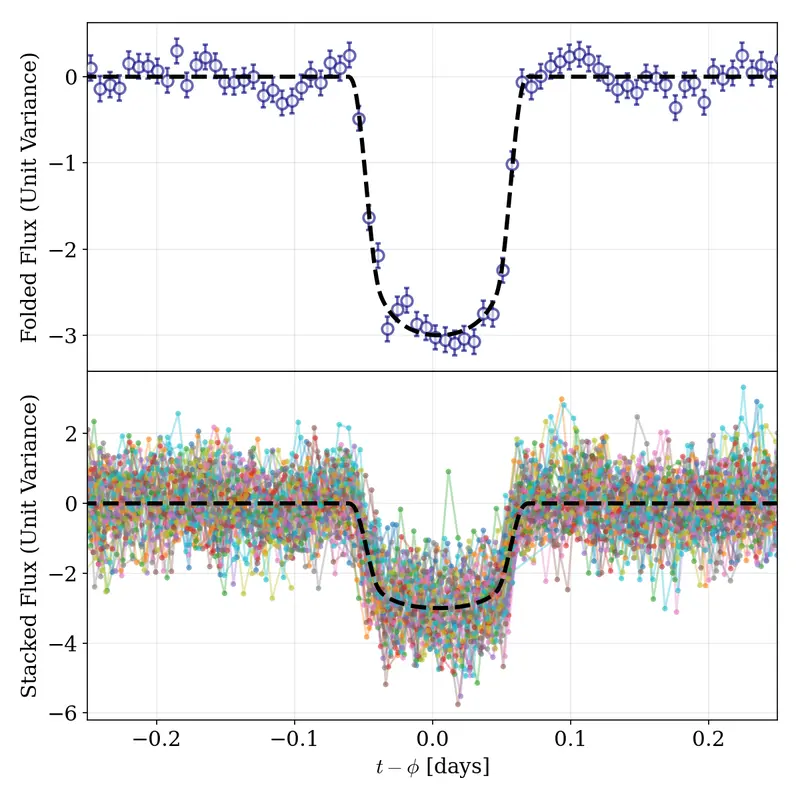 Folded Flux (Unit Variance)
0
−1
−2
−3
Stacked Flux (Unit Variance)
2
0
−2
−4
−6
−0.2 −0.1 0.0 0.1 0.2
t − ϕ [days]